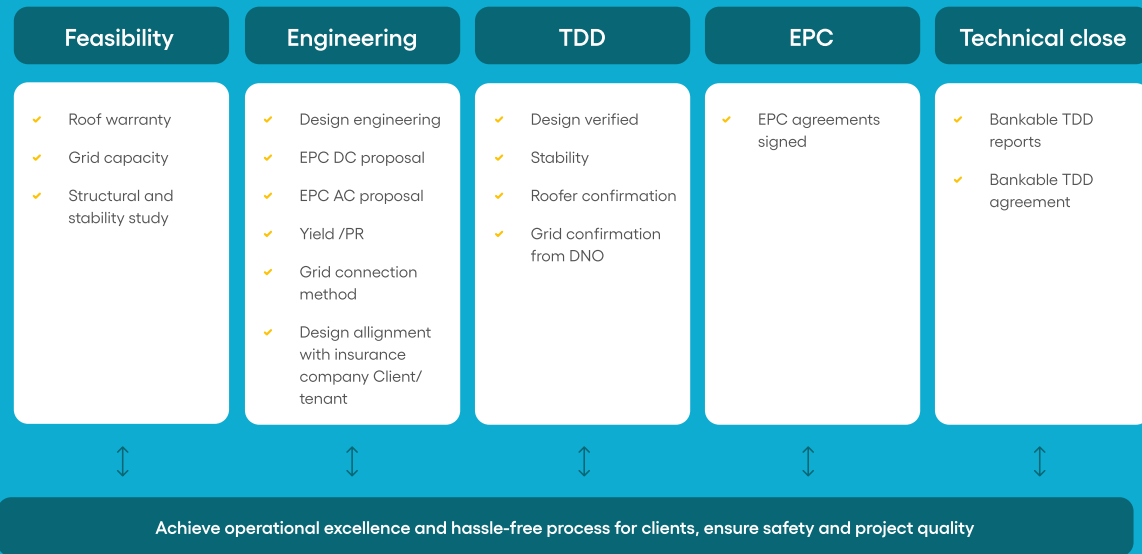 Feasibility
Roof warranty
Grid capacity
Structural and
stability study
Engineering
Design engineering
EPC DC proposal
EPC AC proposal
Yield /PR
Grid connection
method
Design allignment
with insurance
company Client/
tenant
TDD
Design verified
Stability
Roofer confirmation
Grid confirmation
from DNO
EPC
EPC agreements
signed
Technical close
Bankable TDD
reports
Bankable TDD
agreement
Achieve operational excellence and hassle-free process for clients, ensure safety and project quality